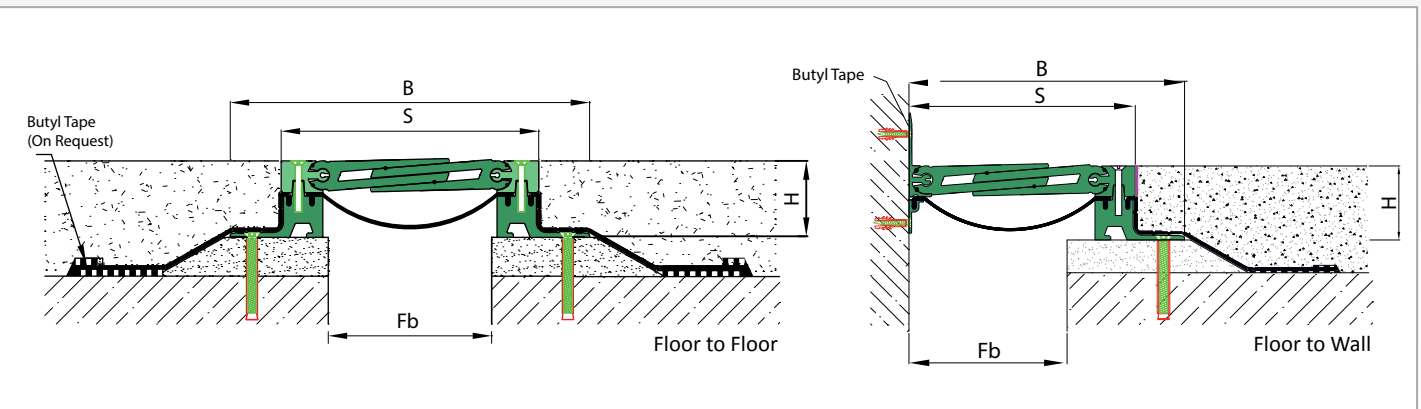 Butyl Tape
(On Request)
B
S
H
Fb
Floor to Floor
Butyl Tape
B
S
H
Fb
Floor to Wall